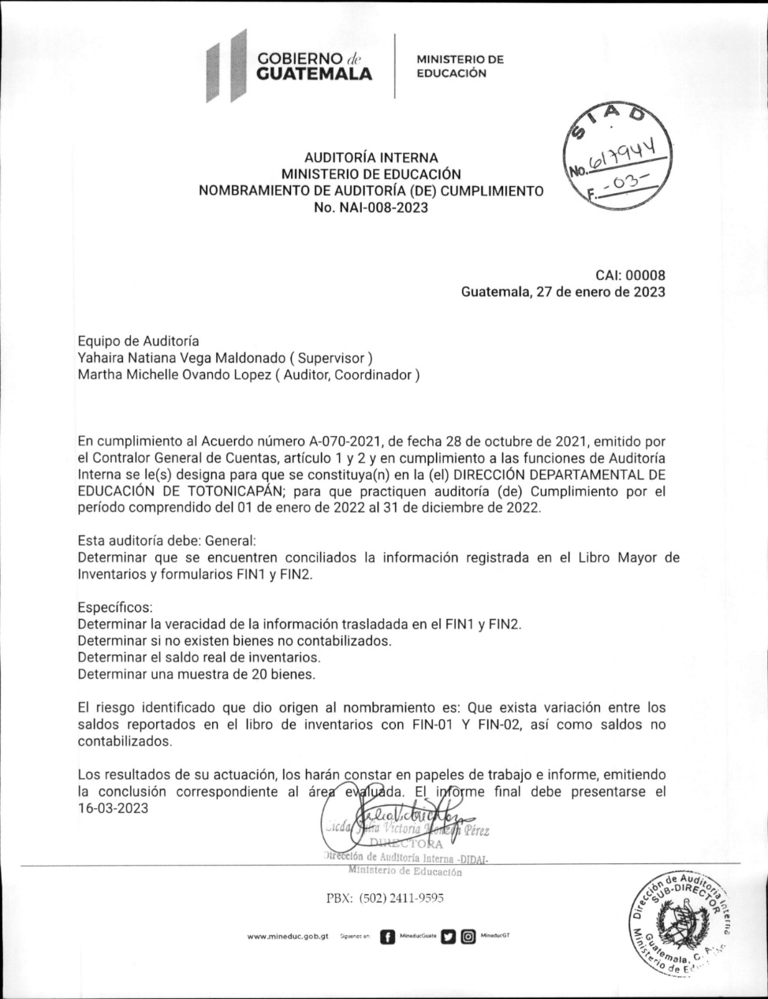 GOBIERNO de
GUATEMALA
MINISTERIO DE
EDUCACIÓN
SIAD
No. 617944
F. -03-
AUDITORÍA INTERNA
MINISTERIO DE EDUCACIÓN
NOMBRAMIENTO DE AUDITORÍA (DE) CUMPLIMIENTO
No. NAI-008-2023
CAI: 00008
Guatemala, 27 de enero de 2023
Equipo de Auditoría
Yahaira Natiana Vega Maldonado ( Supervisor )
Martha Michelle Ovando Lopez ( Auditor, Coordinador )
En cumplimiento al Acuerdo número A-070-2021, de fecha 28 de octubre de 2021, emitido por
el Contralor General de Cuentas, artículo 1 y 2 y en cumplimiento a las funciones de Auditoría
Interna se le(s) designa para que se constituya(n) en la (el) DIRECCIÓN DEPARTAMENTAL DE
EDUCACIÓN DE TOTONICAPÁN; para que practiquen auditoría (de) Cumplimiento por el
período comprendido del 01 de enero de 2022 al 31 de diciembre de 2022.
Esta auditoría debe: General:
Determinar que se encuentren conciliados la información registrada en el Libro Mayor de
Inventarios y formularios FIN1 y FIN2.
Específicos:
Determinar la veracidad de la información trasladada en el FIN1 y FIN2.
Determinar si no existen bienes no contabilizados.
Determinar el saldo real de inventarios.
Determinar una muestra de 20 bienes.
El riesgo identificado que dio origen al nombramiento es: Que exista variación entre los
saldos reportados en el libro de inventarios con FIN-01 Y FIN-02, así como saldos no
contabilizados.
Los resultados de su actuación, los harán constar en papeles de trabajo e informe, emitiendo
la conclusión correspondiente al área evaluada. El informe final debe presentarse el
16-03-2023
Licda. Julia Victoria Monzón Pérez
DIRECTORA
Dirección de Auditoría Interna -DIDAI-
Ministerio de Educación
PBX: (502) 2411-9595
www.mineduc.gob.gt Síguenos en: MineducGuate MineducGT
Dirección de Auditoría Interna
SUB-DIRECTOR
Guatemala, C. A.
Ministerio de Educación